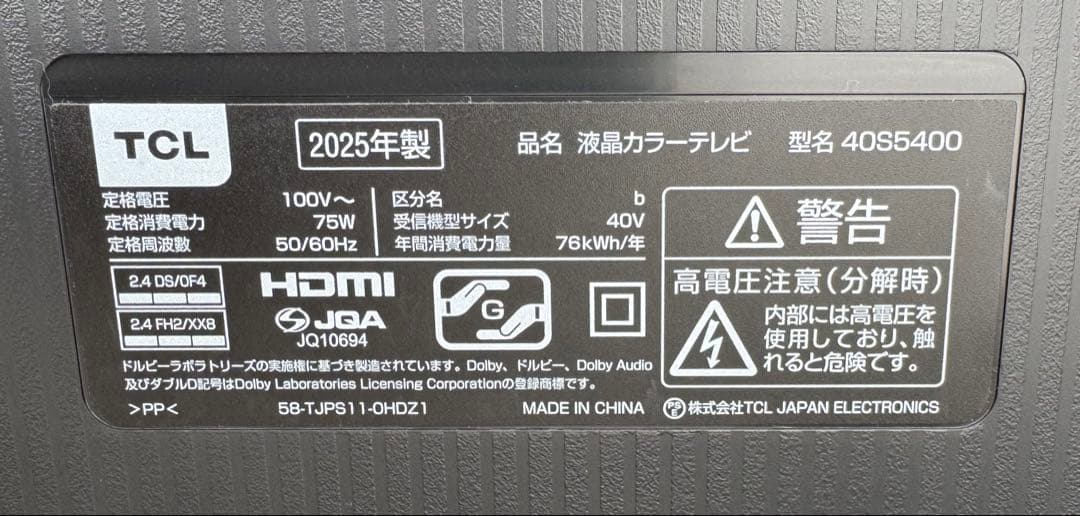 TCL
2025年製
品名 液晶カラーテレビ 型名 40S5400
定格電圧 100V～
定格消費電力 75W
定格周波数 50/60Hz
区分名 b
受信機型サイズ 40V
年間消費電力量 76kWh/年
2.4 DS/OF4
2.4 FH2/XX8
HDMI
JQA
JQ10694
G
警告
高電圧注意（分解時）
内部には高電圧を
使用しており、触
れると危険です。
ドルビーラボラトリーズの実施権に基づき製造されています。Dolby、ドルビー、Dolby Audio
及びダブルD記号はDolby Laboratories Licensing Corporationの登録商標です。
>PP< 58-TJPS11-0HDZ1 MADE IN CHINA PSE 株式会社TCL JAPAN ELECTRONICS